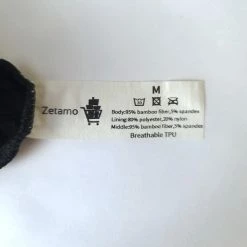 Zetamo
M
Body:95% bamboo fiber,5% spandex
Lining:80% polyester,20% nylon
Middle:95% bamboo fiber,5% spandex
Breathable TPU